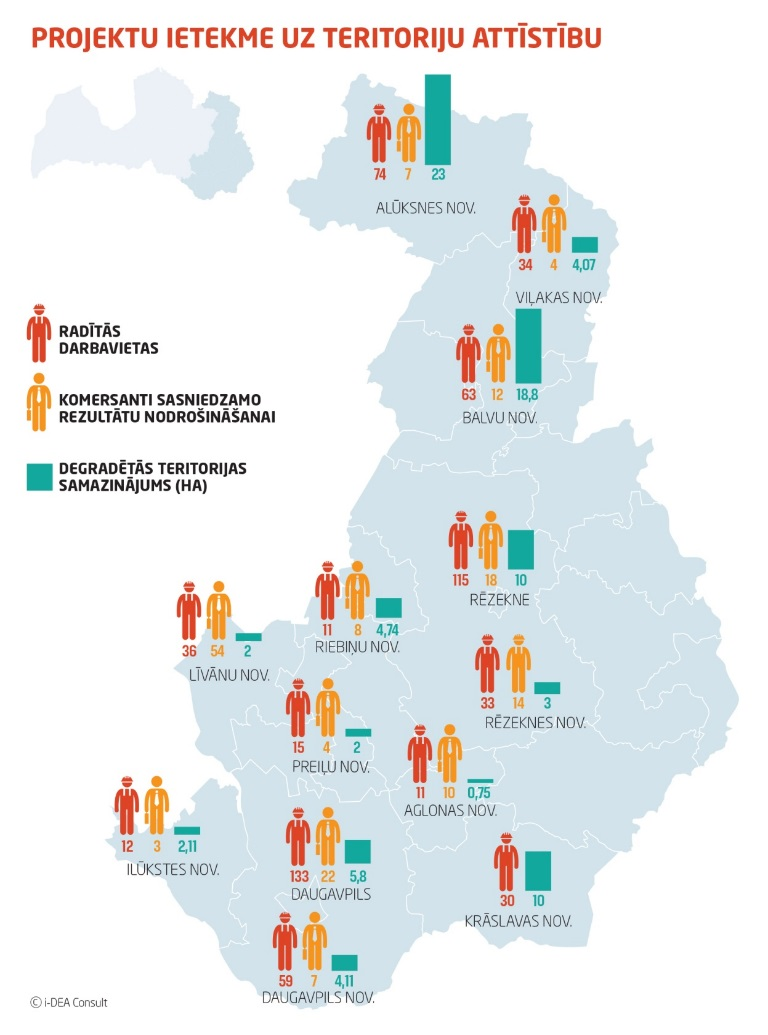 PROJEKTU IETEKME UZ TERITORIJU ATTĪSTĪBU
74 7 23
ALŪKSNES NOV.
34 4 4,07
VIĻAKAS NOV.
RADĪTĀS
DARBAVIETAS
KOMERSANTI SASNIEDZAMO
REZULTĀTU NODROŠINĀŠANAI
DEGRADĒTĀS TERITORIJAS
SAMAZINĀJUMS (HA)
63 12 18,8
BALVU NOV.
115 18 10
RĒZEKNE
11 8 4,74
RIEBIŅU NOV.
36 54 2
LĪVĀNU NOV.
33 14 3
RĒZEKNES NOV.
15 4 2
PREIĻU NOV.
11 10 0,75
AGLONAS NOV.
12 3 2,11
ILŪKSTES NOV.
133 22 5,8
DAUGAVPILS
30 10
KRĀSLAVAS NOV.
59 7 4,11
DAUGAVPILS NOV.
© i-DEA Consult